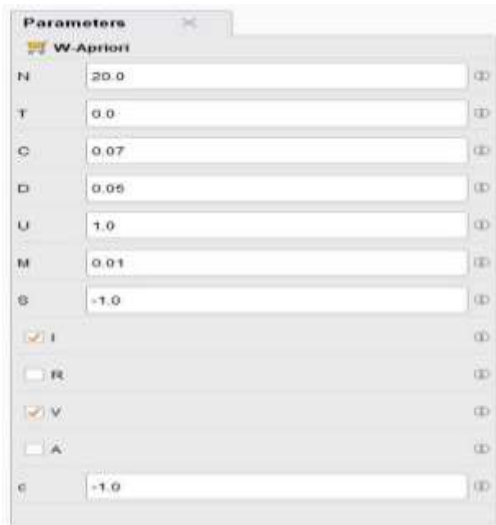 Parameters
W-Apriori
N 20.0
T 0.0
C 0.07
D 0.05
U 1.0
M 0.01
S -1.0
I
R
V
A
c -1.0